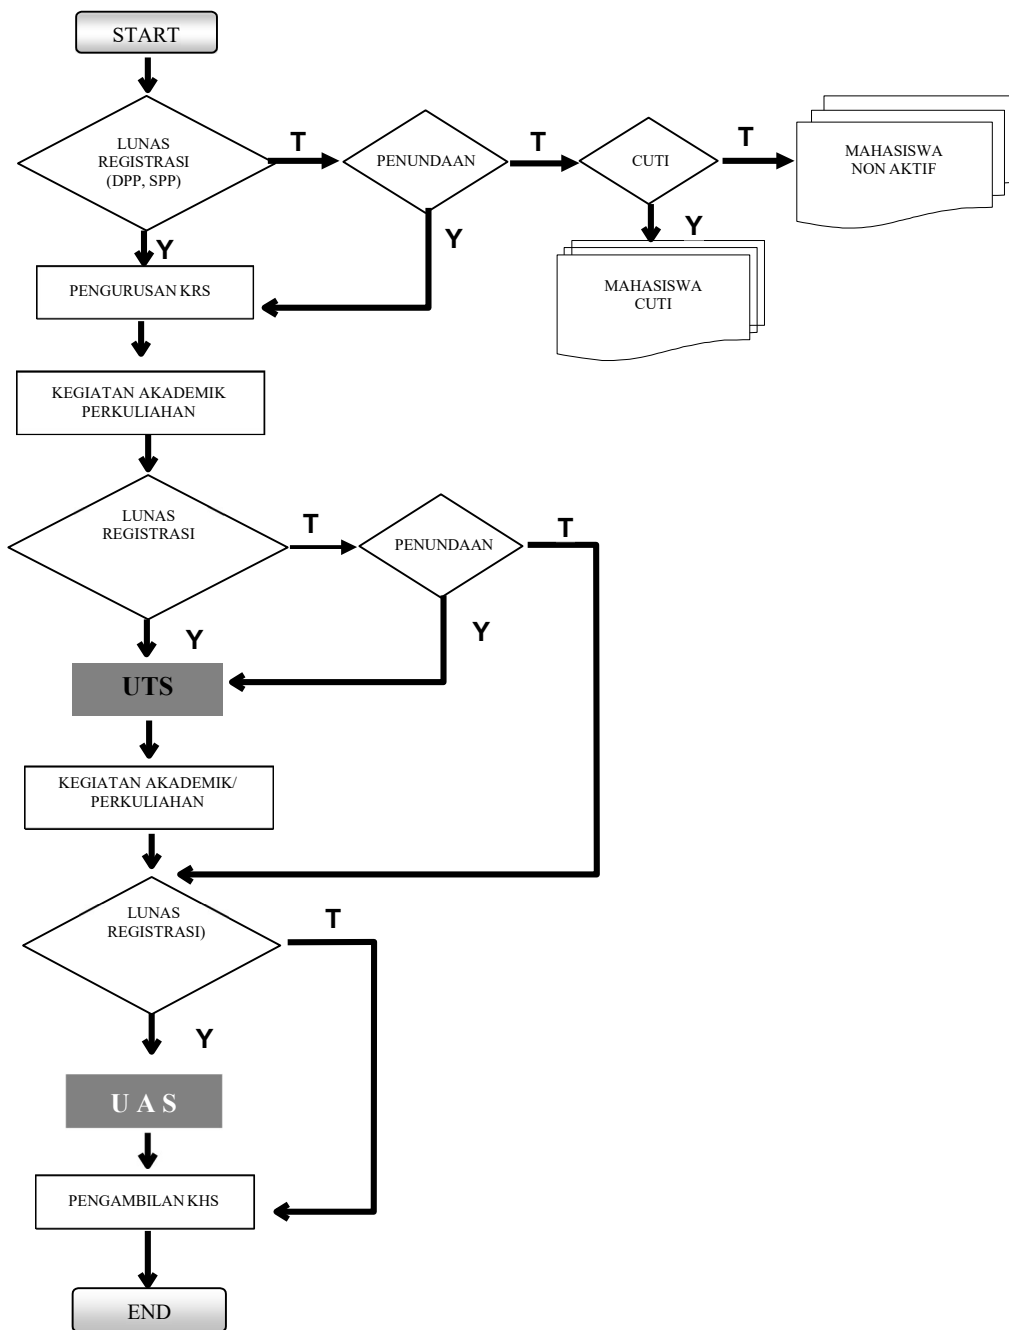 START
LUNAS
REGISTRASI
(DPP, SPP)
T
PENUNDAAN
T
CUTI
T
MAHASISWA
NON AKTIF
Y
Y
Y
PENGURUSAN KRS
MAHASISWA
CUTI
KEGIATAN AKADEMIK
PERKULIAHAN
LUNAS
REGISTRASI
T
PENUNDAAN
T
Y
Y
UTS
KEGIATAN AKADEMIK/
PERKULIAHAN
LUNAS
REGISTRASI)
T
Y
U A S
PENGAMBILAN KHS
END